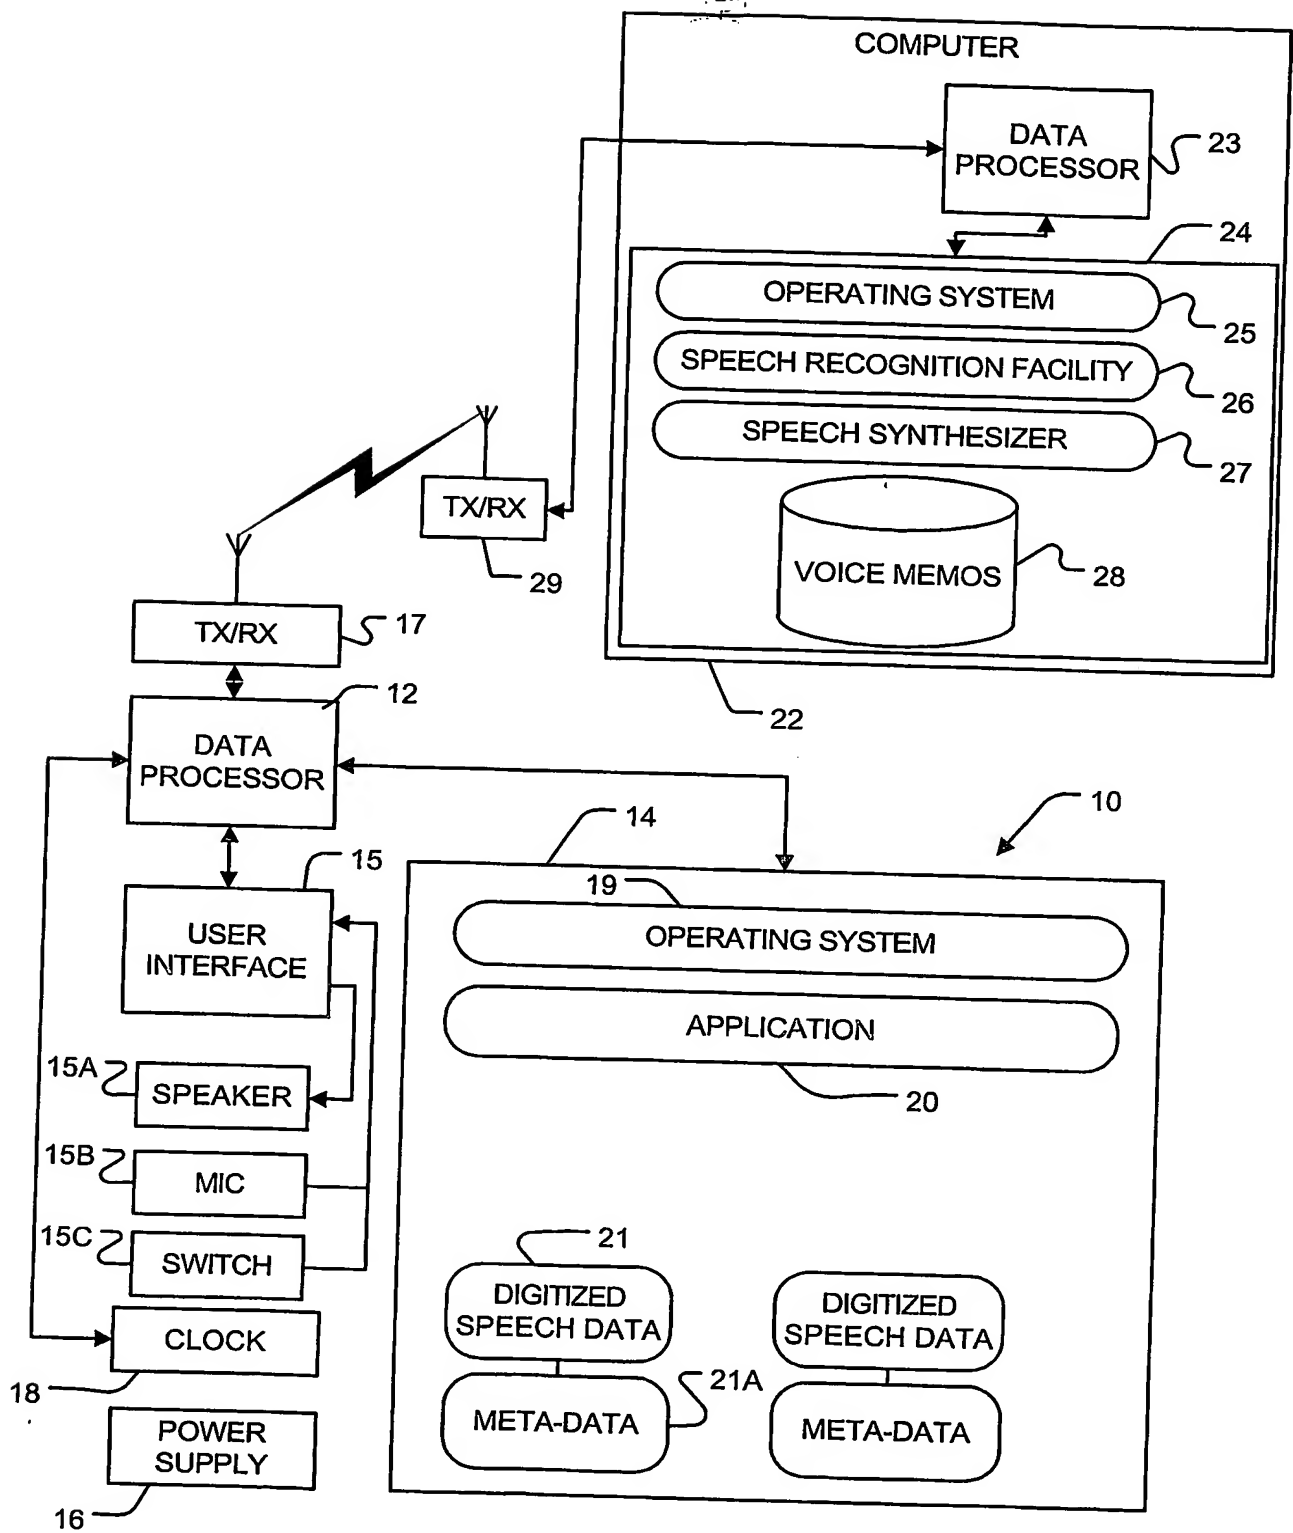 COMPUTER
DATA
PROCESSOR
23
24
OPERATING SYSTEM
25
SPEECH RECOGNITION FACILITY
26
SPEECH SYNTHESIZER
27
VOICE MEMOS
28
22
TX/RX
29
TX/RX
17
12
DATA
PROCESSOR
15
USER
INTERFACE
15A
SPEAKER
15B
MIC
15C
SWITCH
CLOCK
18
POWER
SUPPLY
16
10
14
19
OPERATING SYSTEM
APPLICATION
20
21
DIGITIZED
SPEECH DATA
21A
META-DATA
DIGITIZED
SPEECH DATA
META-DATA